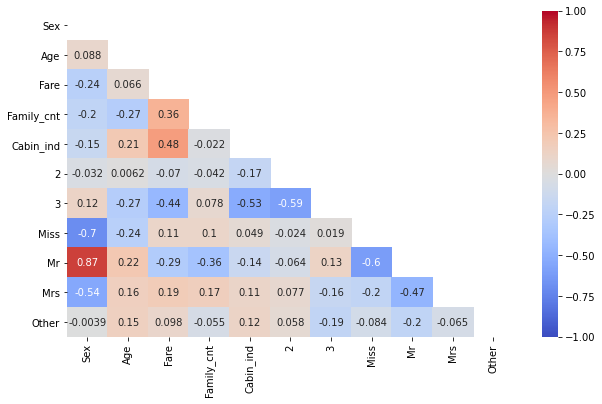 Sex
Age 0.088
Fare -0.24 0.066
Family_cnt -0.2 -0.27 0.36
Cabin_ind -0.15 0.21 0.48 -0.022
2 -0.032 0.0062 -0.07 -0.042 -0.17
3 0.12 -0.27 -0.44 0.078 -0.53 -0.59
Miss -0.7 -0.24 0.11 0.1 0.049 -0.024 0.019
Mr 0.87 0.22 -0.29 -0.36 -0.14 -0.064 0.13 -0.6
Mrs -0.54 0.16 0.19 0.17 0.11 0.077 -0.16 -0.2 -0.47
Other -0.0039 0.15 0.098 -0.055 0.12 0.058 -0.19 -0.084 -0.2 -0.065
Sex Age Fare Family_cnt Cabin_ind 2 3 Miss Mr Mrs Other
1.00
0.75
0.50
0.25
0.00
−0.25
−0.50
−0.75
−1.00